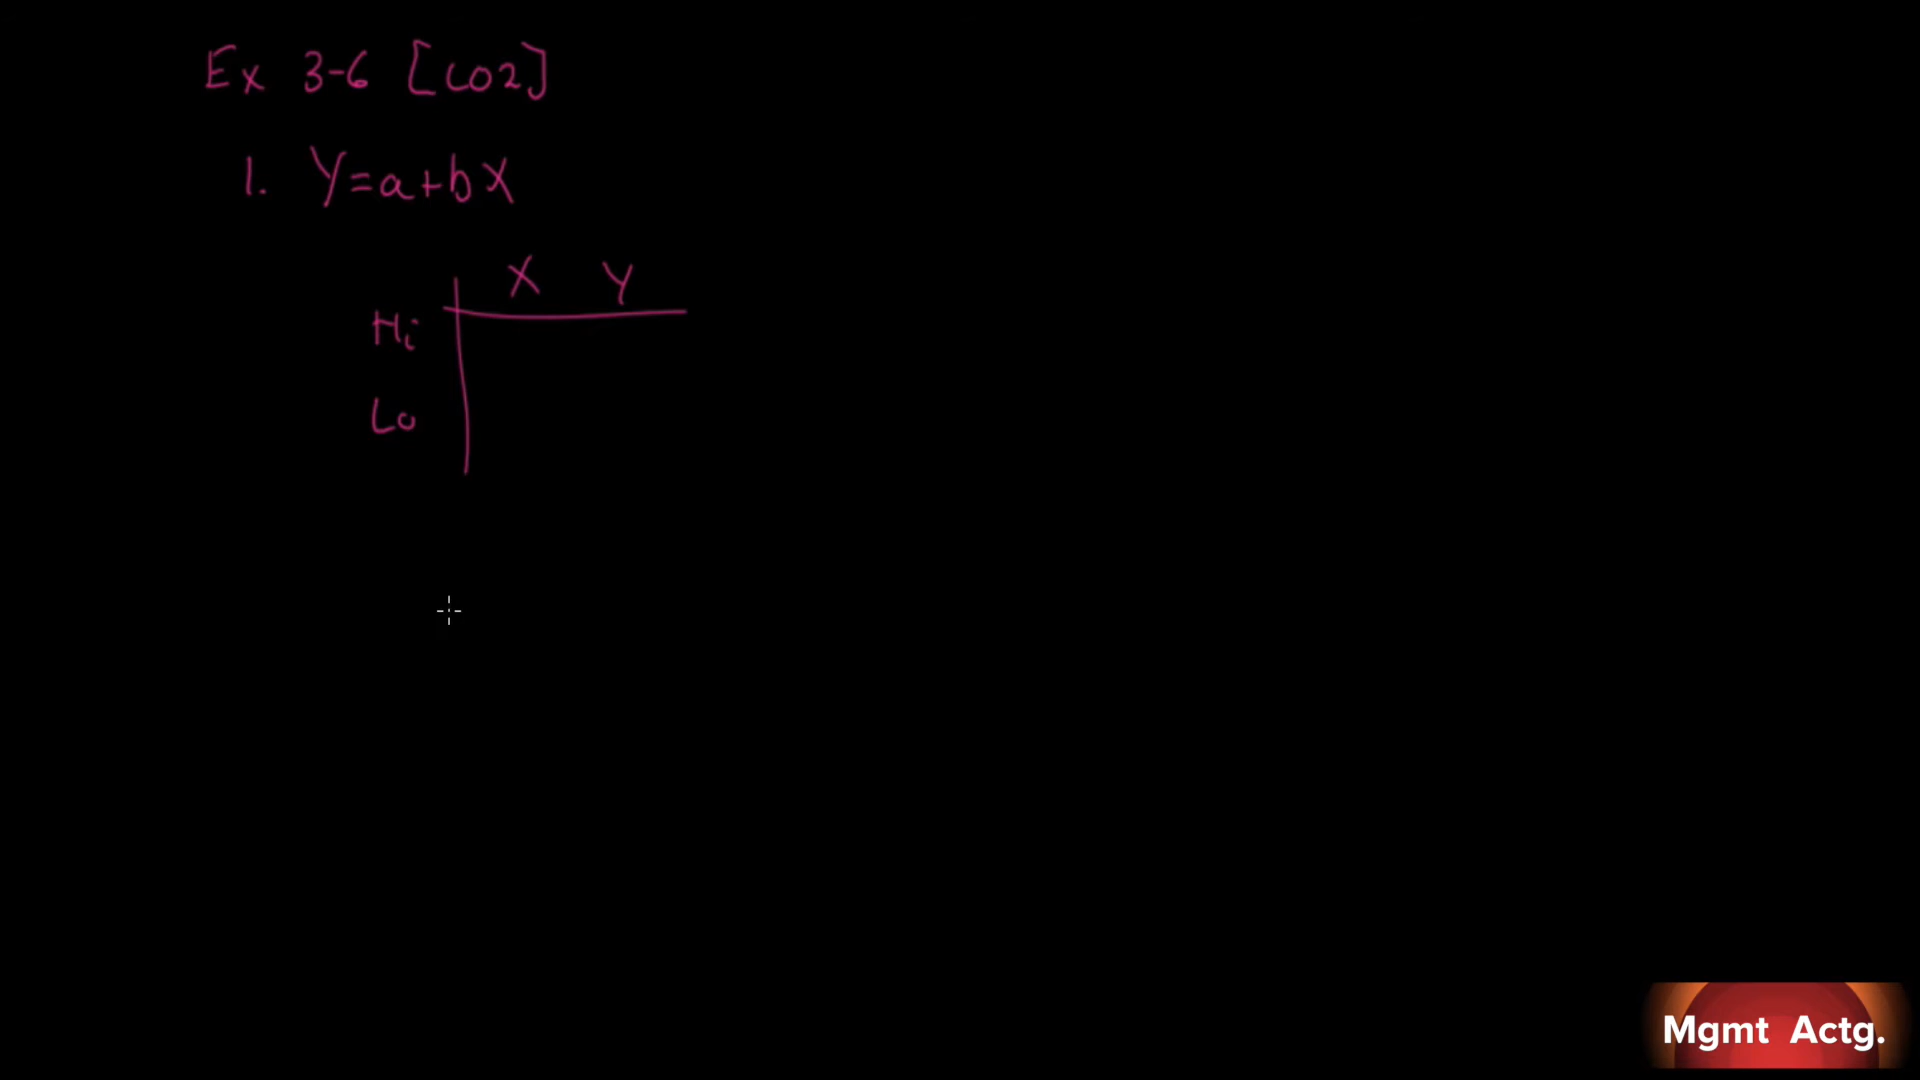 Ex 3-6 [LO2]
1. Y=a+bX
X Y
Hi
Lo
Mgmt Actg.